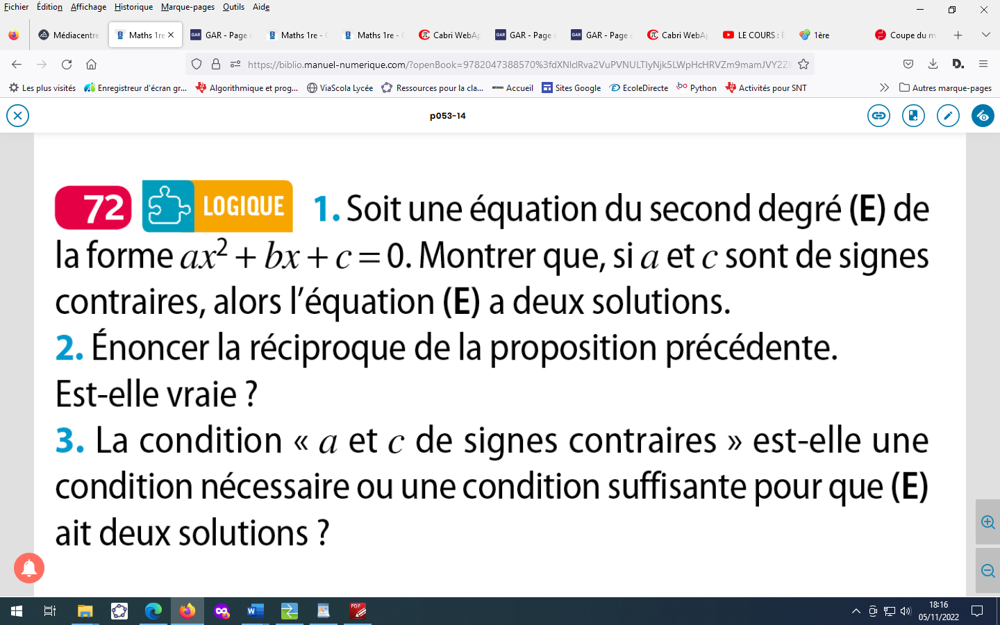 Fichier Édition Affichage Historique Marque-pages Outils Aide
Médiacentre Maths 1re GAR - Page Maths 1re - Maths 1re - Cabri WebAp GAR - Page GAR - Page Cabri WebAp LE COURS : 1ère Coupe du m
https://biblio.manuel-numerique.com/?openBook=9782047388570%3fdXNlclRva2VuPVNULTIyNjk5LWpHcHRVZm9mamJVY2Zl
Les plus visités Enregistreur d'écran gr... Algorithmique et prog... ViaScola Lycée Ressources pour la cla... Accueil Sites Google EcoleDirecte Python Activités pour SNT Autres marque-pages
p053-14
72 LOGIQUE 1. Soit une équation du second degré (E) de
la forme ax² + bx + c = 0. Montrer que, si a et c sont de signes
contraires, alors l'équation (E) a deux solutions.
2. Énoncer la réciproque de la proposition précédente.
Est-elle vraie ?
3. La condition « a et c de signes contraires » est-elle une
condition nécessaire ou une condition suffisante pour que (E)
ait deux solutions ?
18:16
05/11/2022